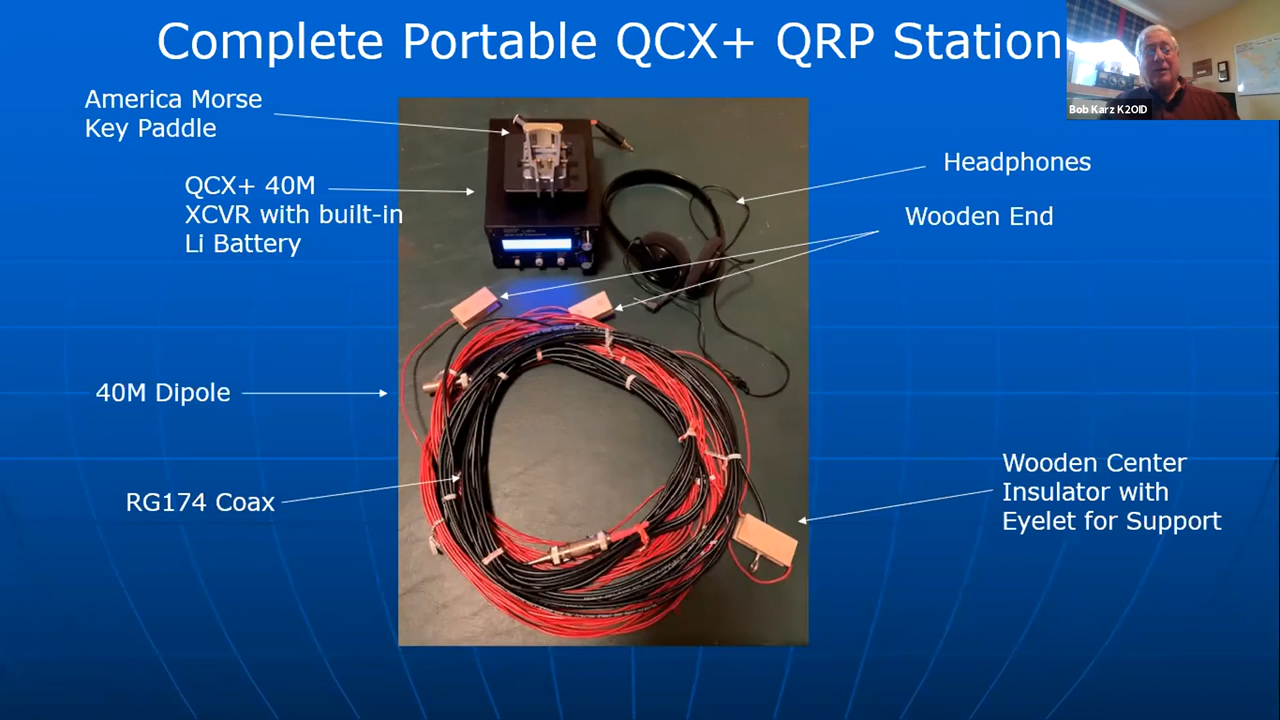 Complete Portable QCX+ QRP Station
Bob Karz K2OID
America Morse
Key Paddle
QCX+ 40M
XCVR with built-in
Li Battery
Headphones
Wooden End
40M Dipole
RG174 Coax
Wooden Center
Insulator with
Eyelet for Support